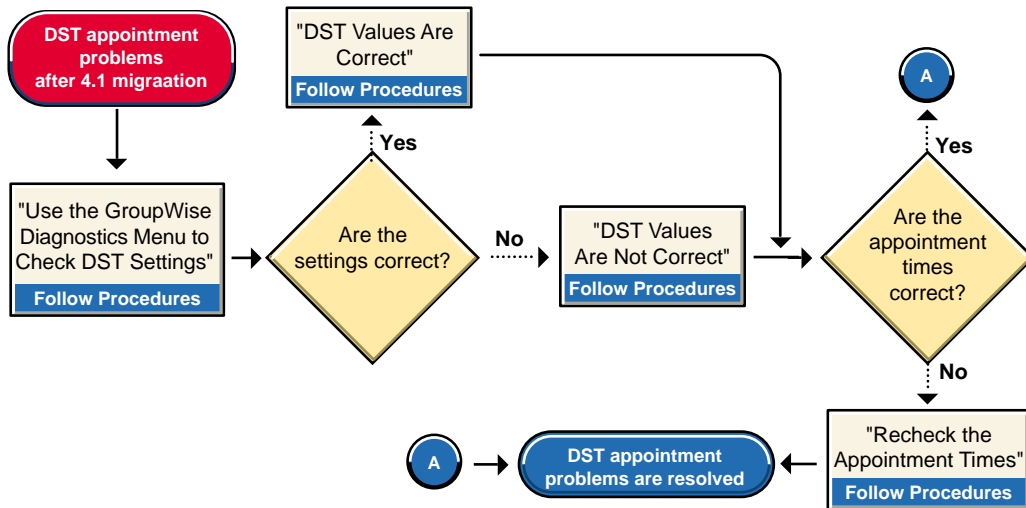 DST appointment
problems
after 4.1 migraation
"Use the GroupWise
Diagnostics Menu to
Check DST Settings"
Follow Procedures
Are the
settings correct?
Yes
"DST Values Are
Correct"
Follow Procedures
No
"DST Values
Are Not Correct"
Follow Procedures
Are the
appointment
times
correct?
Yes
A
No
"Recheck the
Appointment Times"
Follow Procedures
A
DST appointment
problems are resolved